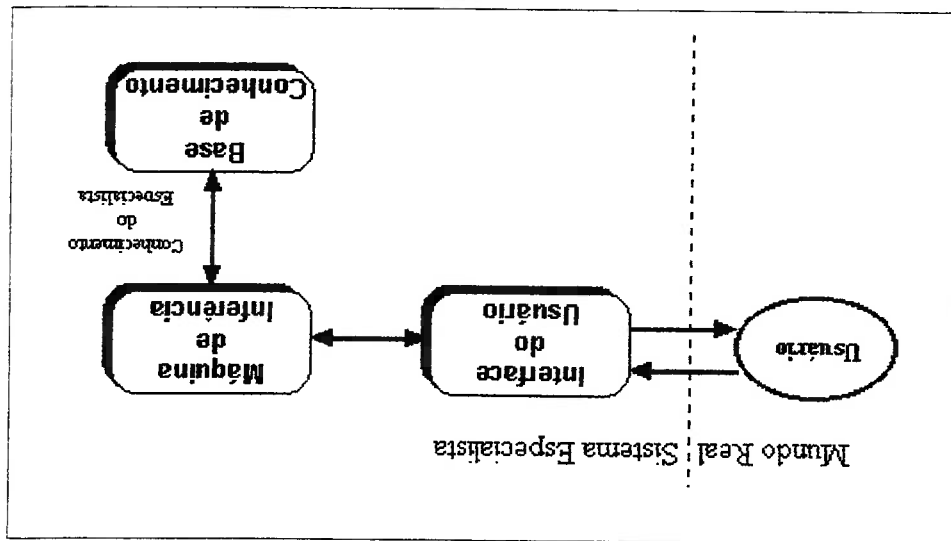 Mundo Real
Sistema Especialista
Usuário
Interface
do
Usuário
Máquina
de
Inferência
Conhecimento
do
Especialista
Base
de
Conhecimento